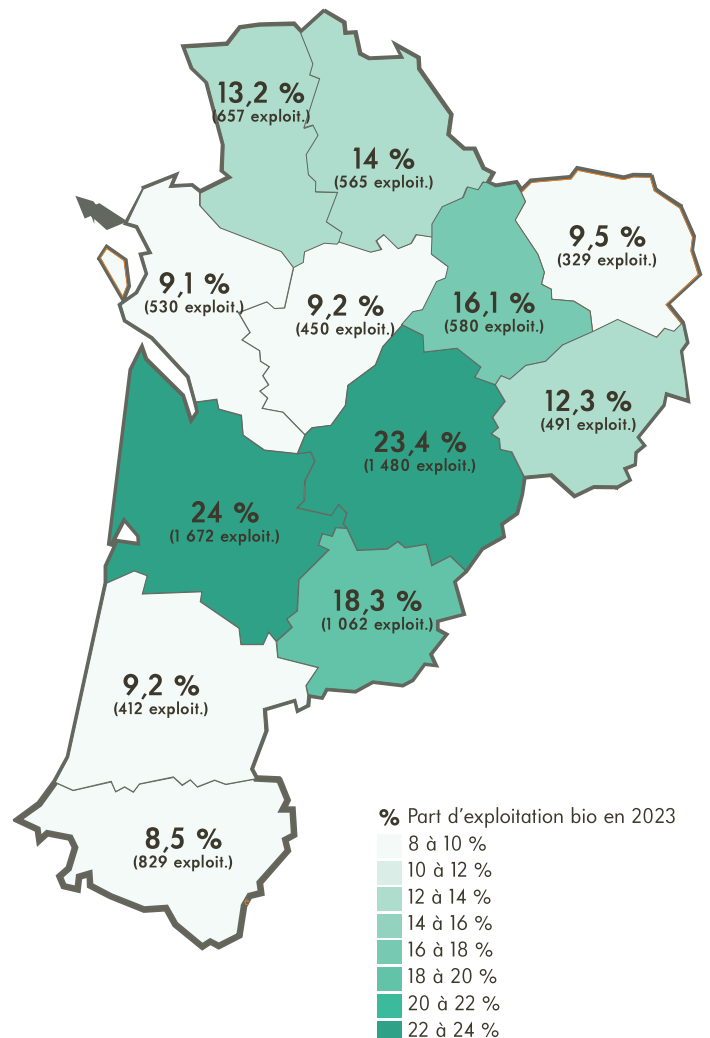 13,2 %
(657 exploit.)
14 %
(565 exploit.)
9,5 %
(329 exploit.)
9,1 %
(530 exploit.)
9,2 %
(450 exploit.)
16,1 %
(580 exploit.)
12,3 %
(491 exploit.)
23,4 %
(1 480 exploit.)
24 %
(1 672 exploit.)
18,3 %
(1 062 exploit.)
9,2 %
(412 exploit.)
8,5 %
(829 exploit.)
% Part d'exploitation bio en 2023
8 à 10 %
10 à 12 %
12 à 14 %
14 à 16 %
16 à 18 %
18 à 20 %
20 à 22 %
22 à 24 %